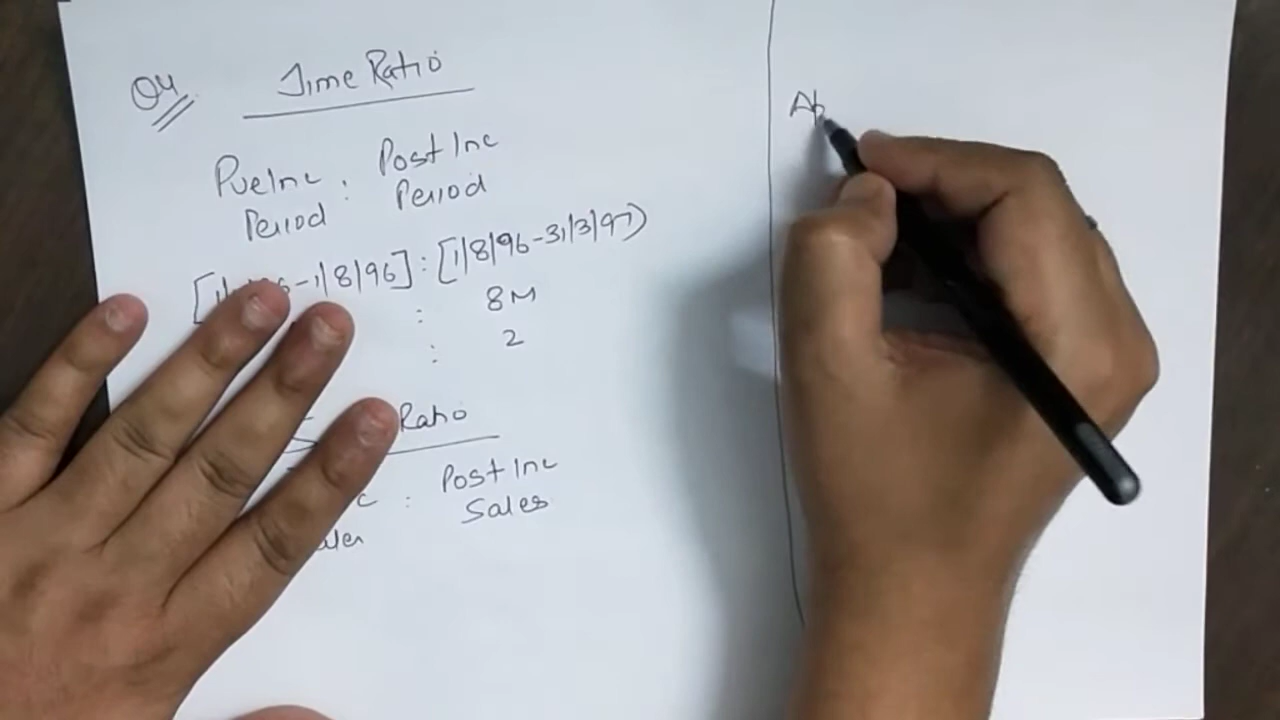 Q4
Time Ratio
PreInc : Post Inc
Period Period
-1/8/96] : [1/8/96-31/3/97)
: 8M
: 2
Ratio
: Post Inc
Sales
Ap